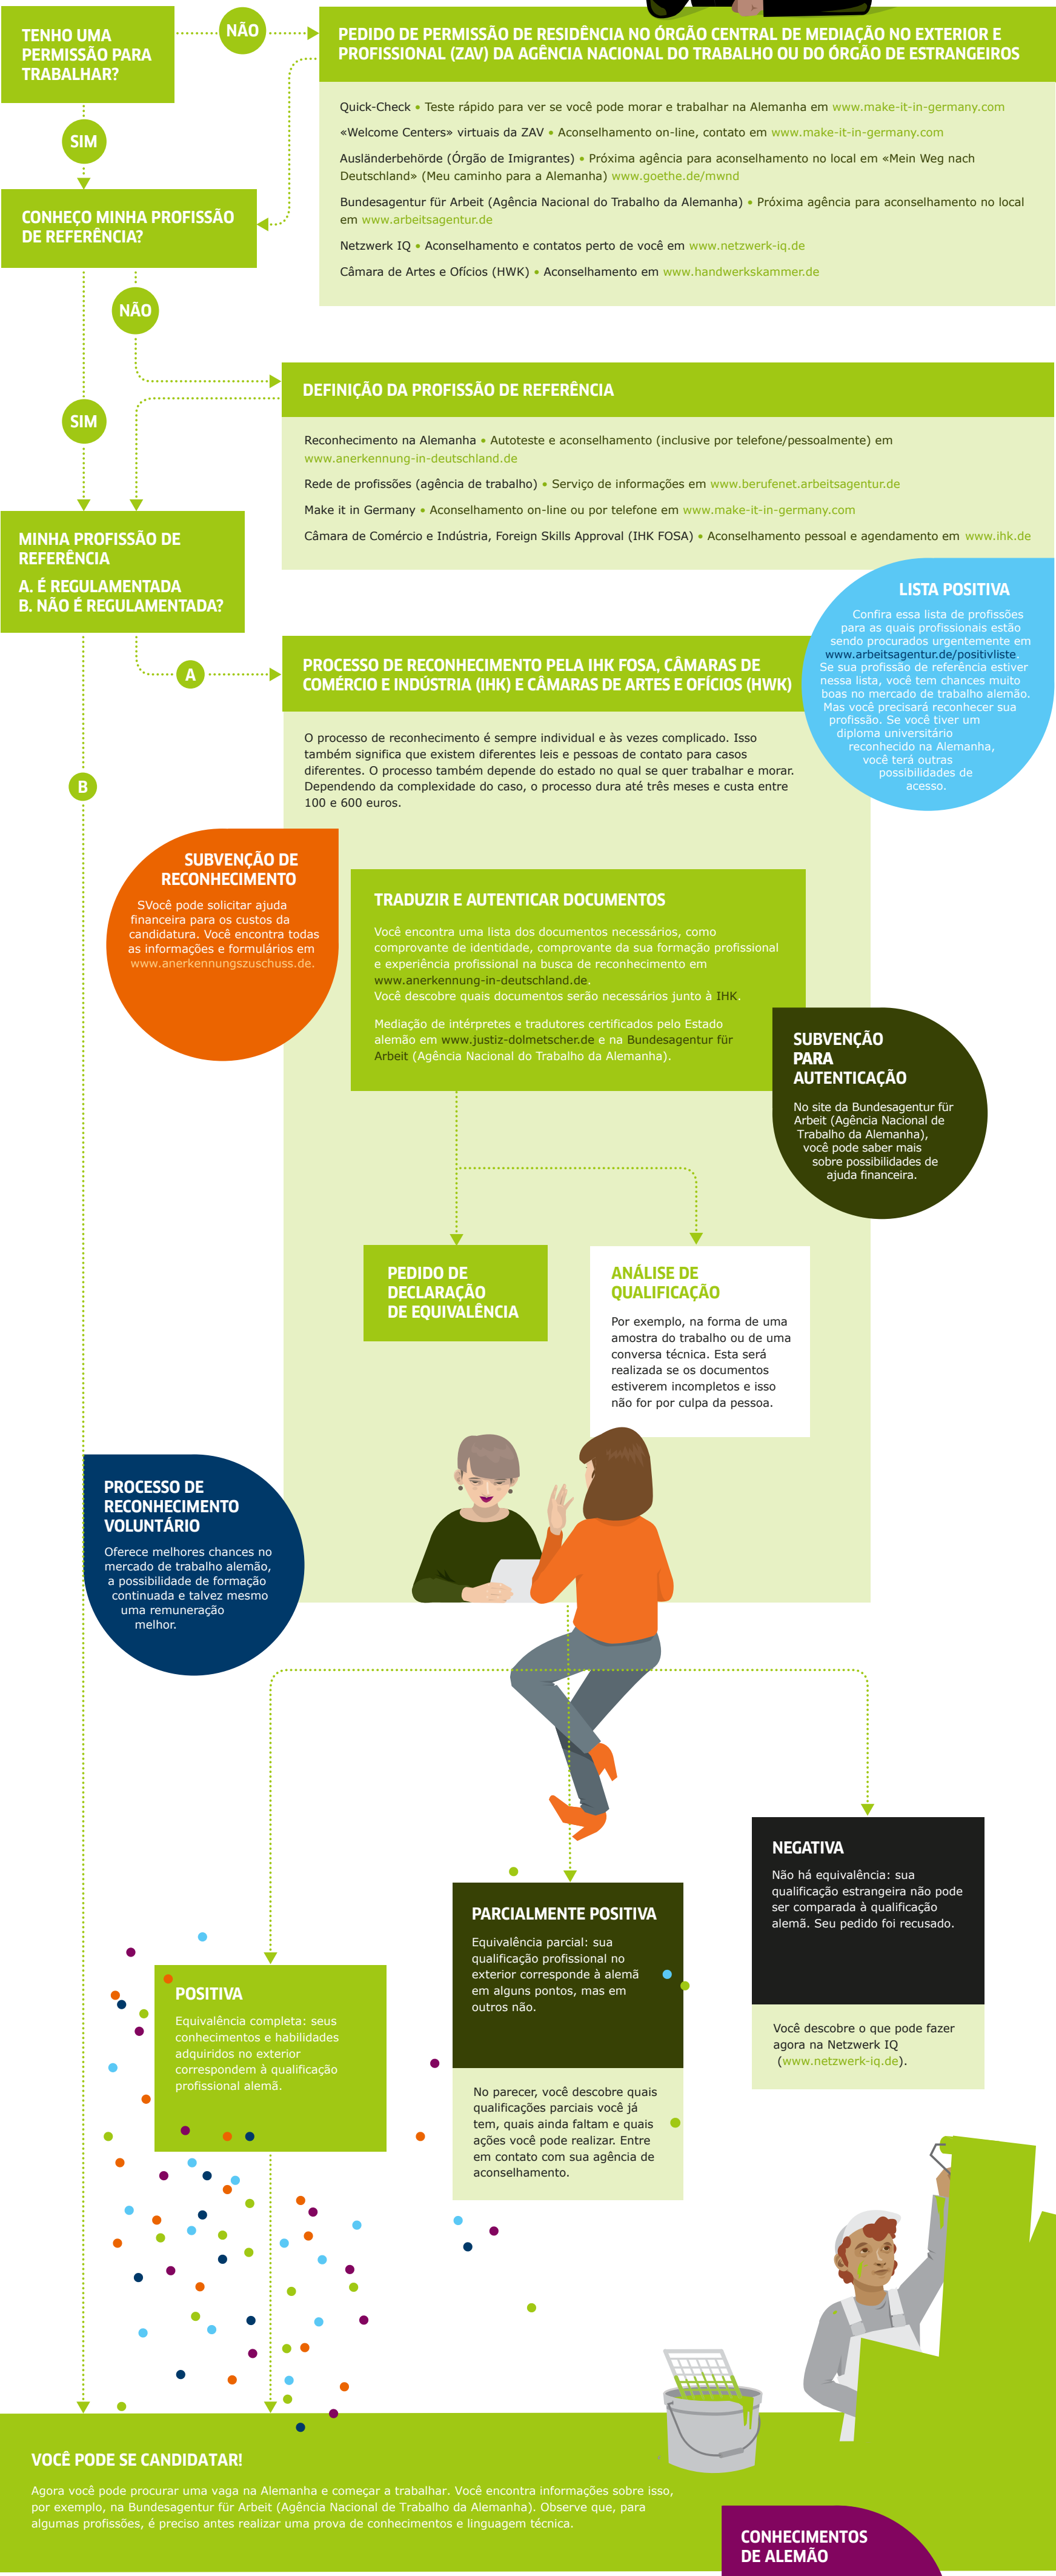 TENHO UMA
PERMISSÃO PARA
TRABALHAR?
NÃO
PEDIDO DE PERMISSÃO DE RESIDÊNCIA NO ÓRGÃO CENTRAL DE MEDIAÇÃO NO EXTERIOR E
PROFISSIONAL (ZAV) DA AGÊNCIA NACIONAL DO TRABALHO OU DO ÓRGÃO DE ESTRANGEIROS
Quick-Check • Teste rápido para ver se você pode morar e trabalhar na Alemanha em www.make-it-in-germany.com
«Welcome Centers» virtuais da ZAV • Aconselhamento on-line, contato em www.make-it-in-germany.com
Ausländerbehörde (Órgão de Imigrantes) • Próxima agência para aconselhamento no local em «Mein Weg nach
Deutschland» (Meu caminho para a Alemanha) www.goethe.de/mwnd
Bundesagentur für Arbeit (Agência Nacional do Trabalho da Alemanha) • Próxima agência para aconselhamento no local
em www.arbeitsagentur.de
Netzwerk IQ • Aconselhamento e contatos perto de você em www.netzwerk-iq.de
Câmara de Artes e Ofícios (HWK) • Aconselhamento em www.handwerkskammer.de
SIM
CONHEÇO MINHA PROFISSÃO
DE REFERÊNCIA?
NÃO
SIM
DEFINIÇÃO DA PROFISSÃO DE REFERÊNCIA
Reconhecimento na Alemanha • Autoteste e aconselhamento (inclusive por telefone/pessoalmente) em
www.anerkennung-in-deutschland.de
Rede de profissões (agência de trabalho) • Serviço de informações em www.berufenet.arbeitsagentur.de
Make it in Germany • Aconselhamento on-line ou por telefone em www.make-it-in-germany.com
Câmara de Comércio e Indústria, Foreign Skills Approval (IHK FOSA) • Aconselhamento pessoal e agendamento em www.ihk.de
MINHA PROFISSÃO DE
REFERÊNCIA
A. É REGULAMENTADA
B. NÃO É REGULAMENTADA?
LISTA POSITIVA
Confira essa lista de profissões
para as quais profissionais estão
sendo procurados urgentemente em
www.arbeitsagentur.de/positivliste.
Se sua profissão de referência estiver
nessa lista, você tem chances muito
boas no mercado de trabalho alemão.
Mas você precisará reconhecer sua
profissão. Se você tiver um
diploma universitário
reconhecido na Alemanha,
você terá outras
possibilidades de
acesso.
A
PROCESSO DE RECONHECIMENTO PELA IHK FOSA, CÂMARAS DE
COMÉRCIO E INDÚSTRIA (IHK) E CÂMARAS DE ARTES E OFÍCIOS (HWK)
O processo de reconhecimento é sempre individual e às vezes complicado. Isso
também significa que existem diferentes leis e pessoas de contato para casos
diferentes. O processo também depende do estado no qual se quer trabalhar e morar.
Dependendo da complexidade do caso, o processo dura até três meses e custa entre
100 e 600 euros.
B
SUBVENÇÃO DE
RECONHECIMENTO
SVocê pode solicitar ajuda
financeira para os custos da
candidatura. Você encontra todas
as informações e formulários em
www.anerkennungszuschuss.de.
TRADUZIR E AUTENTICAR DOCUMENTOS
Você encontra uma lista dos documentos necessários, como
comprovante de identidade, comprovante da sua formação profissional
e experiência profissional na busca de reconhecimento em
www.anerkennung-in-deutschland.de.
Você descobre quais documentos serão necessários junto à IHK.
Mediação de intérpretes e tradutores certificados pelo Estado
alemão em www.justiz-dolmetscher.de e na Bundesagentur für
Arbeit (Agência Nacional do Trabalho da Alemanha).
SUBVENÇÃO
PARA
AUTENTICAÇÃO
No site da Bundesagentur für
Arbeit (Agência Nacional de
Trabalho da Alemanha),
você pode saber mais
sobre possibilidades de
ajuda financeira.
PEDIDO DE
DECLARAÇÃO
DE EQUIVALÊNCIA
ANÁLISE DE
QUALIFICAÇÃO
Por exemplo, na forma de uma
amostra do trabalho ou de uma
conversa técnica. Esta será
realizada se os documentos
estiverem incompletos e isso
não for por culpa da pessoa.
PROCESSO DE
RECONHECIMENTO
VOLUNTÁRIO
Oferece melhores chances no
mercado de trabalho alemão,
a possibilidade de formação
continuada e talvez mesmo
uma remuneração
melhor.
NEGATIVA
Não há equivalência: sua
qualificação estrangeira não pode
ser comparada à qualificação
alemã. Seu pedido foi recusado.
Você descobre o que pode fazer
agora na Netzwerk IQ
(www.netzwerk-iq.de).
PARCIALMENTE POSITIVA
Equivalência parcial: sua
qualificação profissional no
exterior corresponde à alemã
em alguns pontos, mas em
outros não.
No parecer, você descobre quais
qualificações parciais você já
tem, quais ainda faltam e quais
ações você pode realizar. Entre
em contato com sua agência de
aconselhamento.
POSITIVA
Equivalência completa: seus
conhecimentos e habilidades
adquiridos no exterior
correspondem à qualificação
profissional alemã.
VOCÊ PODE SE CANDIDATAR!
Agora você pode procurar uma vaga na Alemanha e começar a trabalhar. Você encontra informações sobre isso,
por exemplo, na Bundesagentur für Arbeit (Agência Nacional de Trabalho da Alemanha). Observe que, para
algumas profissões, é preciso antes realizar uma prova de conhecimentos e linguagem técnica.
CONHECIMENTOS
DE ALEMÃO